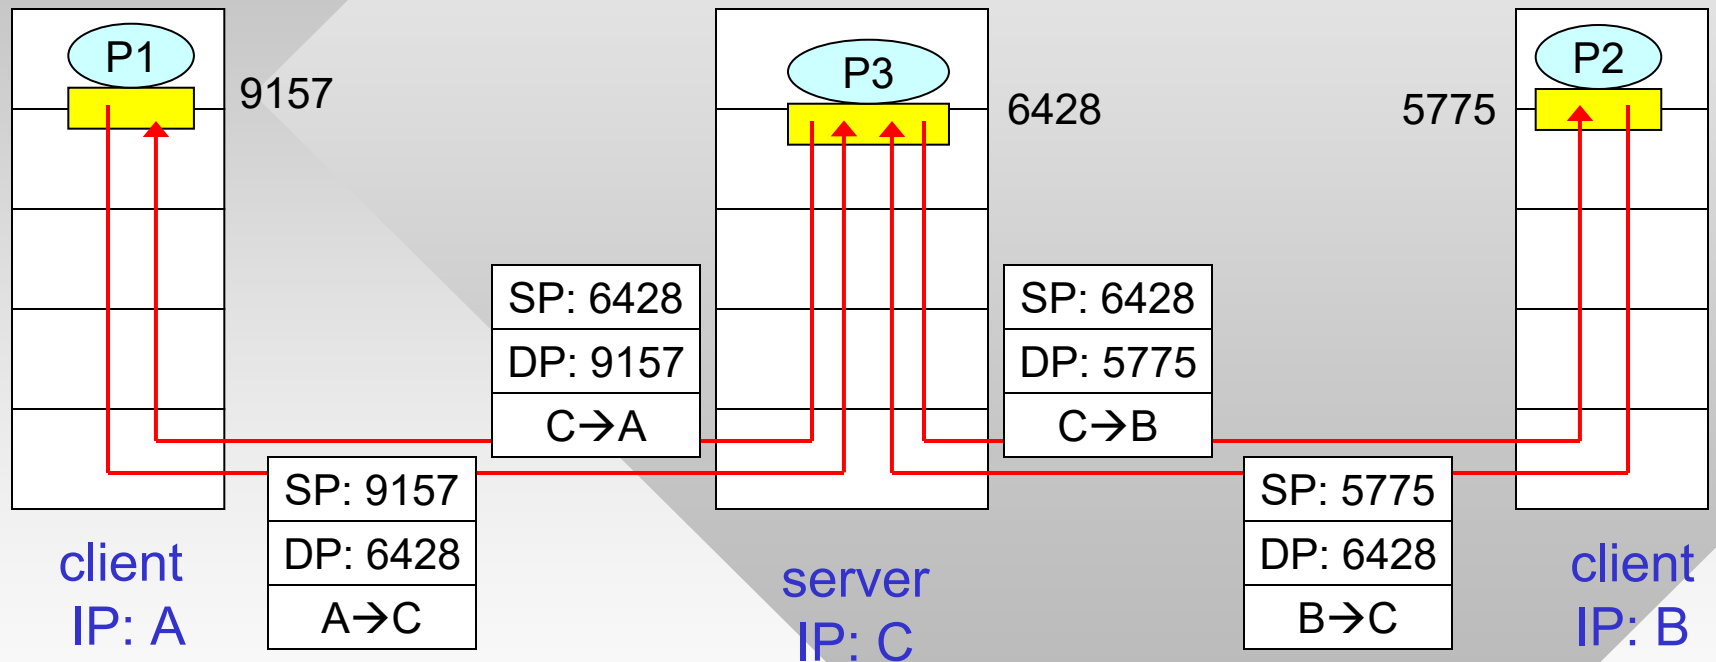 P1
9157
P3
6428
5775
P2
SP: 6428
DP: 9157
C→A
SP: 6428
DP: 5775
C→B
SP: 9157
DP: 6428
A→C
SP: 5775
DP: 6428
B→C
client
IP: A
server
IP: C
client
IP: B